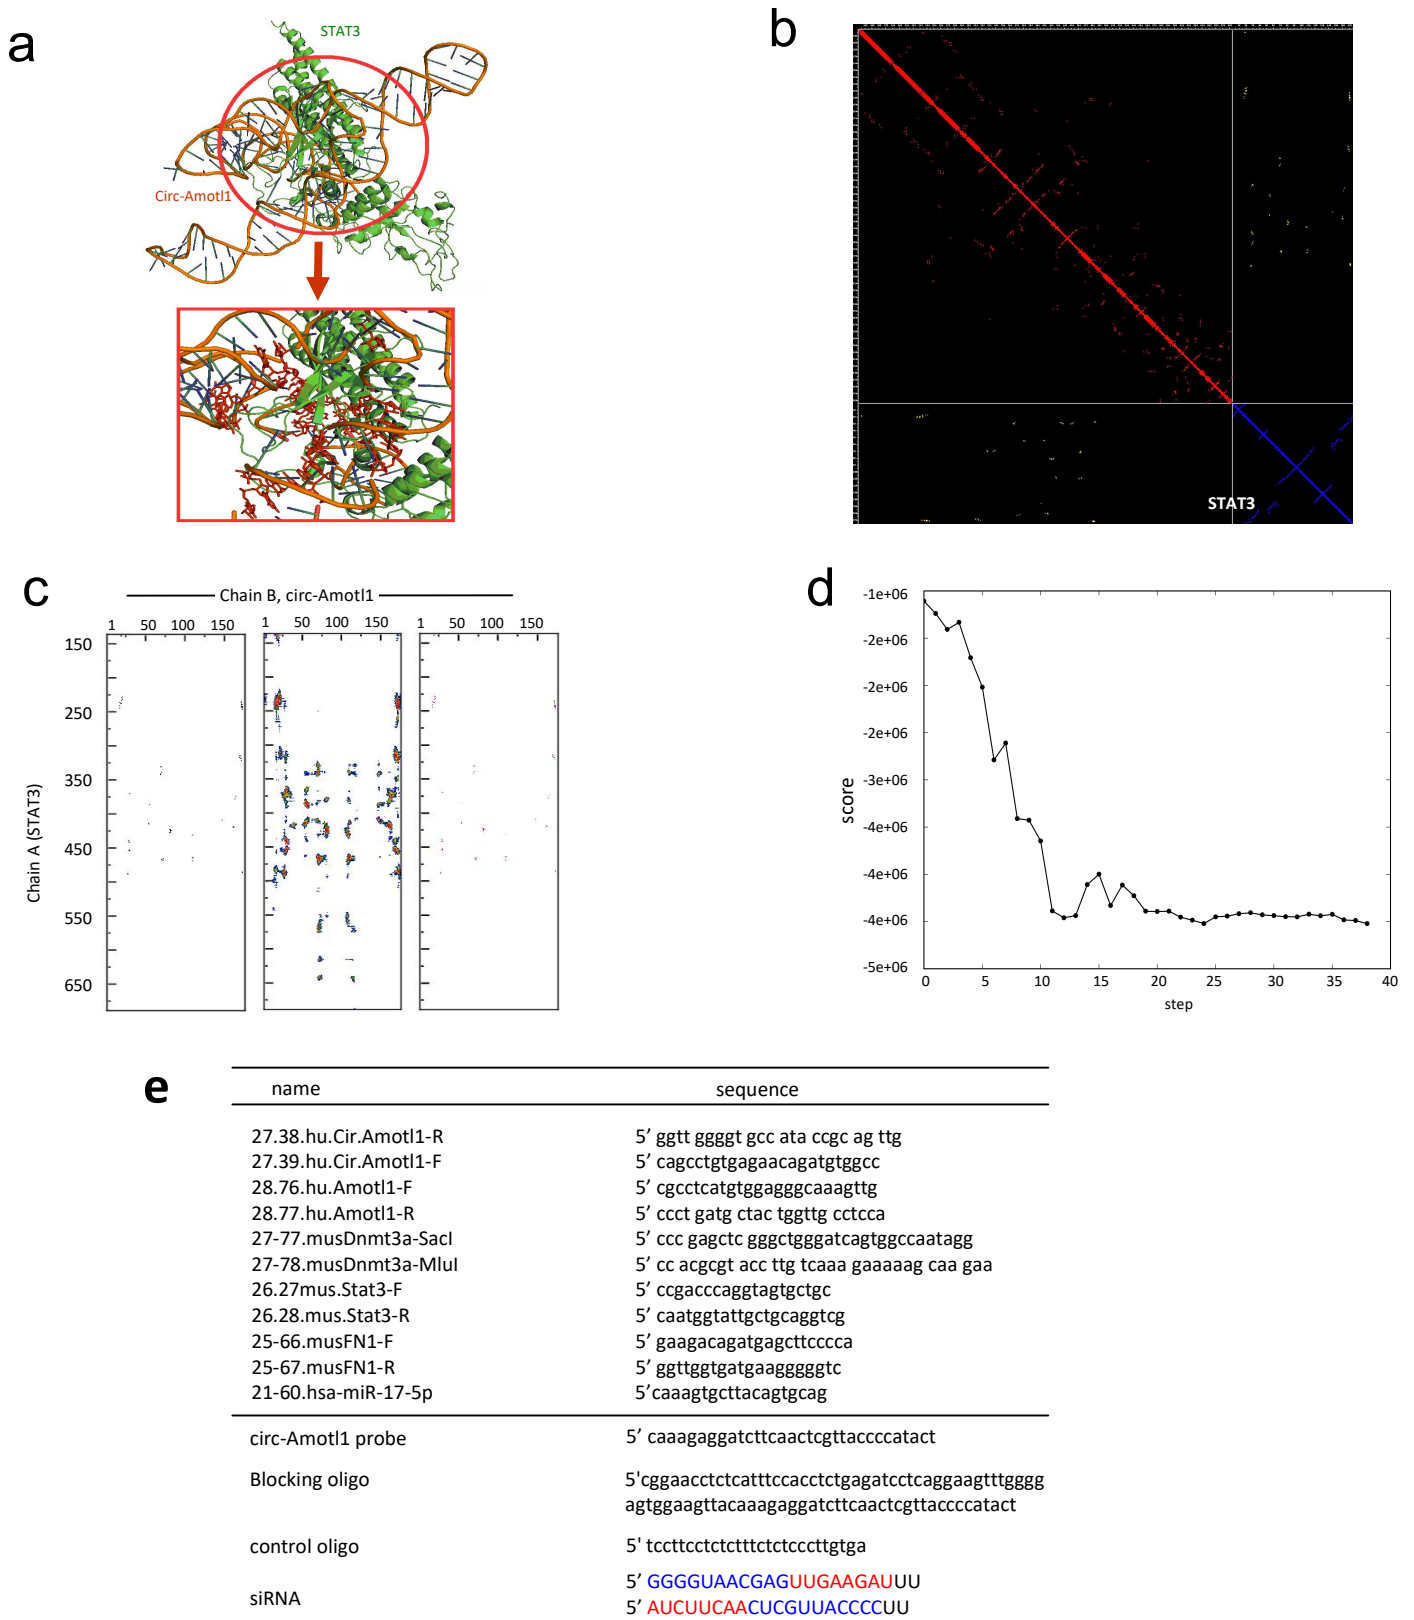 a
STAT3
Circ-Amotl1
b
STAT3
c
Chain B, circ-Amotl1
1 50 100 150 1 50 100 150 1 50 100 150
150
250
350
450
550
650
Chain A (STAT3)
d
-1e+06
-2e+06
-2e+06
-2e+06
-3e+06
-4e+06
-4e+06
-4e+06
-5e+06
score
0 5 10 15 20 25 30 35 40
step
e
name sequence
27.38.hu.Cir.Amotl1-R 5’ ggtt ggggt gcc ata ccgc ag ttg
27.39.hu.Cir.Amotl1-F 5’ cagcctgtgagaacagatgtggcc
28.76.hu.Amotl1-F 5’ cgcctcatgtggagggcaaagttg
28.77.hu.Amotl1-R 5’ ccct gatg ctac tggttg cctcca
27-77.musDnmt3a-SacI 5’ ccc gagctc gggctgggatcagtggccaatagg
27-78.musDnmt3a-MluI 5’ cc acgcgt acc ttg tcaaa gaaaaag caa gaa
26.27mus.Stat3-F 5’ ccgacccaggtagtgctgc
26.28.mus.Stat3-R 5’ caatggtattgctgcaggtcg
25-66.musFN1-F 5’ gaagacagatgagcttcccca
25-67.musFN1-R 5’ ggttggtgatgaagggggtc
21-60.hsa-miR-17-5p 5’caaagtgcttacagtgcag
circ-Amotl1 probe 5’ caaagaggatcttcaactcgttaccccatact
Blocking oligo 5'cggaacctctcatttccacctctgagatcctcaggaagtttgggg
agtggaagttacaaagaggatcttcaactcgttaccccatact
control oligo 5' tccttcctctctttctctcccttgtga
siRNA 5’ GGGGUAACGAGUUGAAGAUUU
5’ AUCUUCAACUCGUUACCCCUU